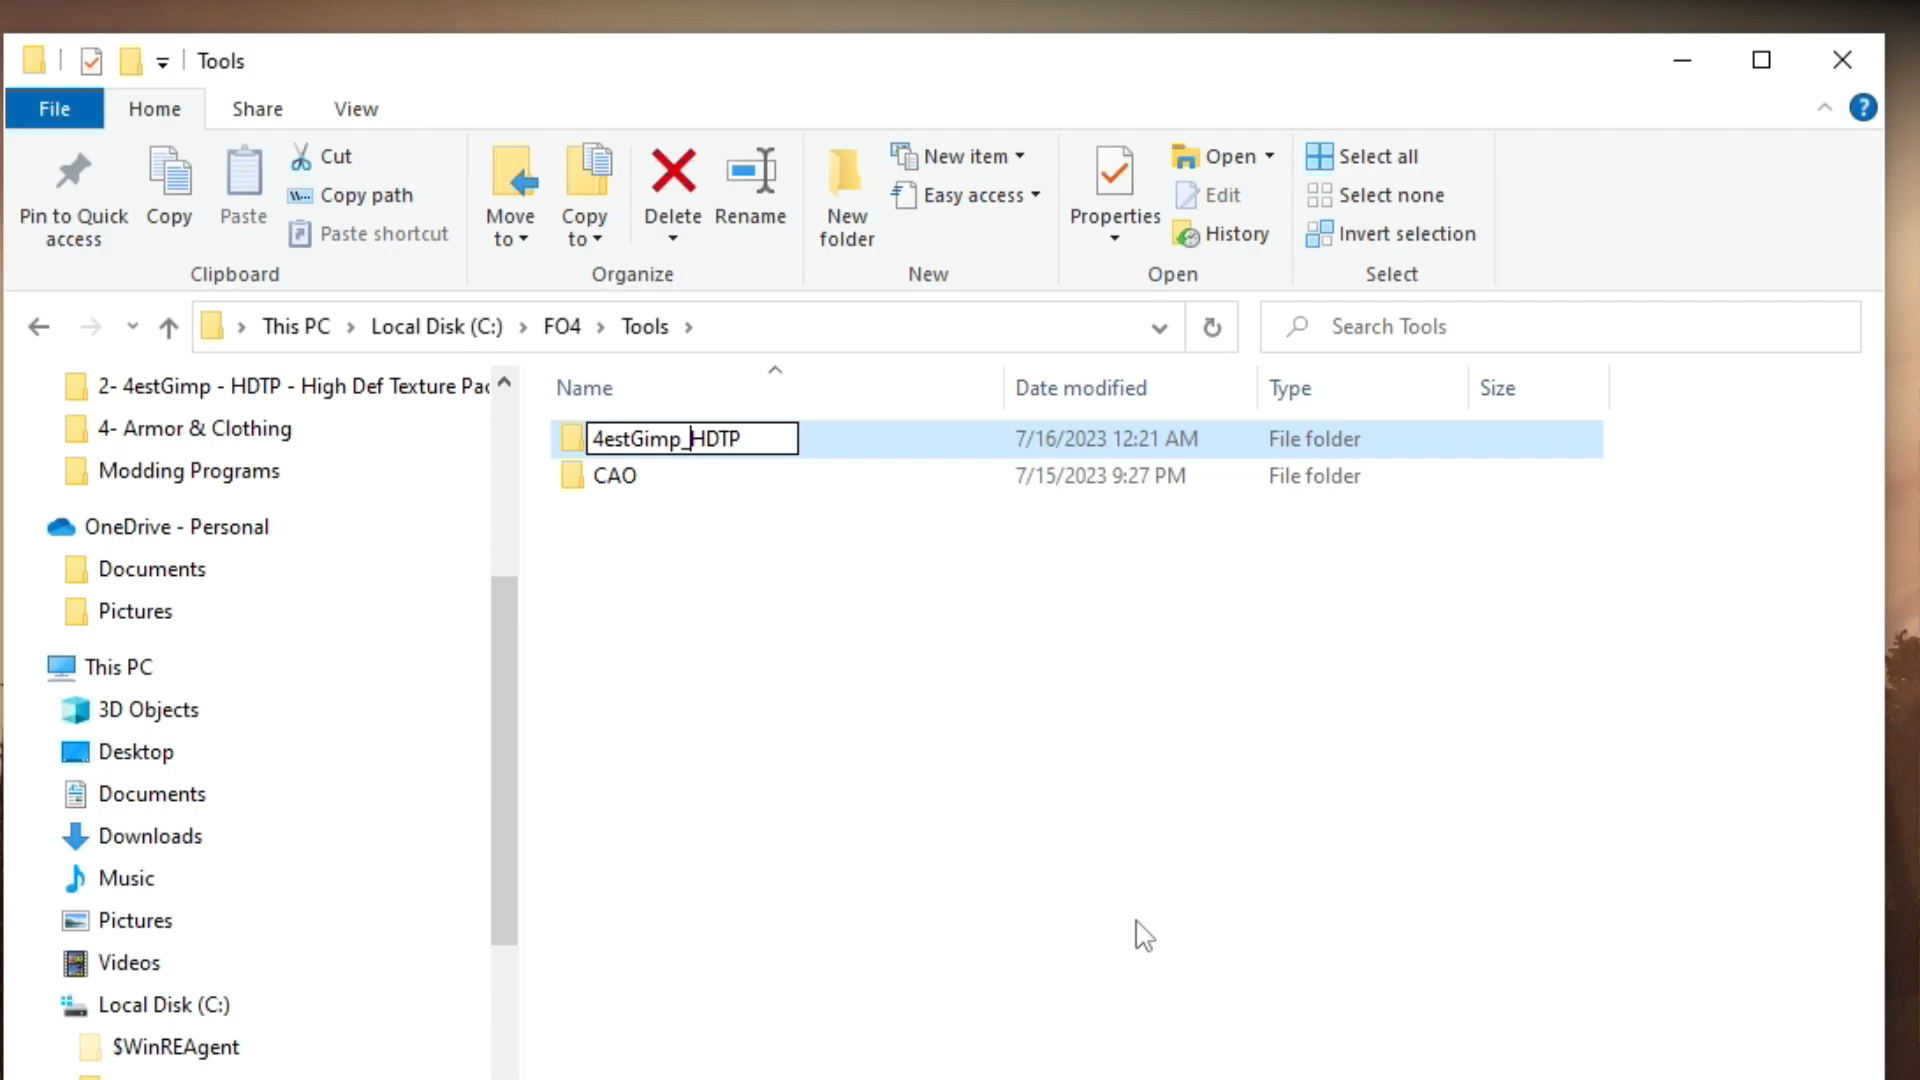 Tools
File Home Share View
Pin to Quick access
Copy
Paste
Cut
Copy path
Paste shortcut
Clipboard
Move to
Copy to
Delete
Rename
Organize
New folder
New item
Easy access
New
Properties
Open
Edit
History
Open
Select all
Select none
Invert selection
Select
This PC > Local Disk (C:) > FO4 > Tools >
Search Tools
2- 4estGimp - HDTP - High Def Texture Pac
4- Armor & Clothing
Modding Programs
OneDrive - Personal
Documents
Pictures
This PC
3D Objects
Desktop
Documents
Downloads
Music
Pictures
Videos
Local Disk (C:)
$WinREAgent
Name Date modified Type Size
4estGimp_HDTP 7/16/2023 12:21 AM File folder
CAO 7/15/2023 9:27 PM File folder